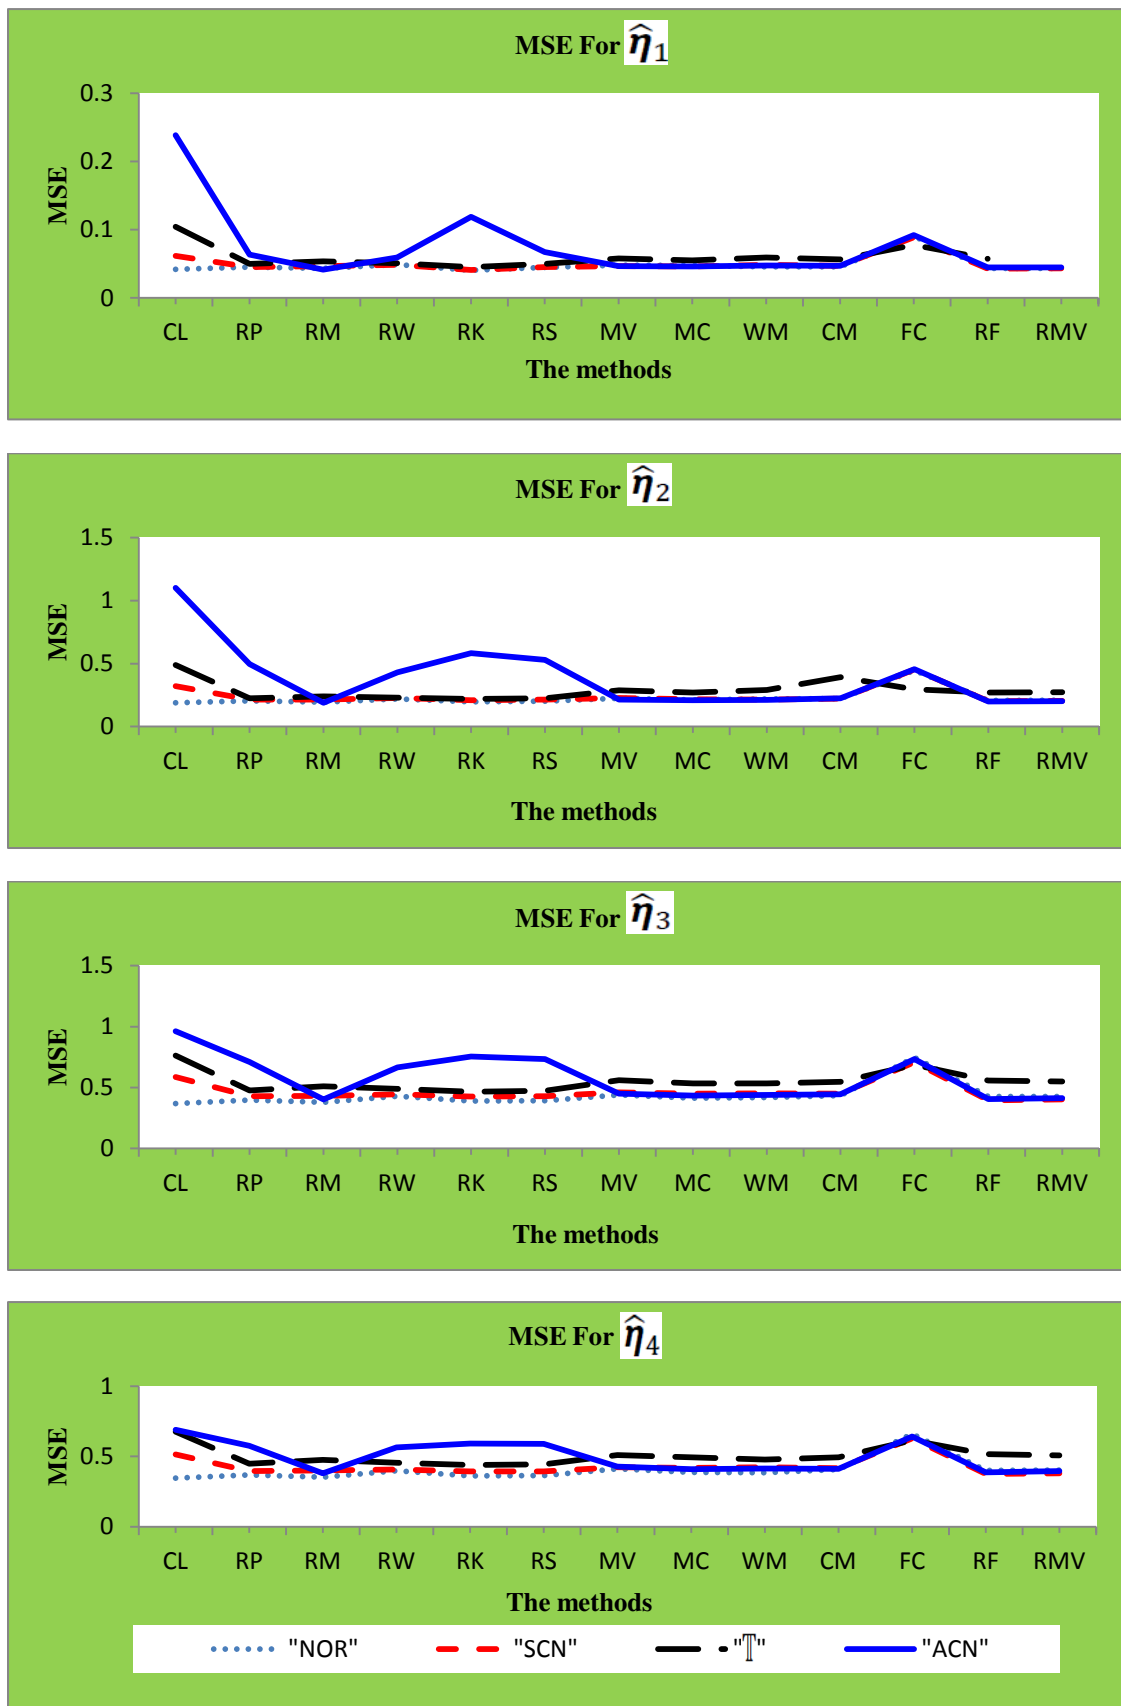 MSE For η̂₁
0.3
0.2
0.1
0
MSE
CL RP RM RW RK RS MV MC WM CM FC RF RMV
The methods
MSE For η̂₂
1.5
1
0.5
0
MSE
CL RP RM RW RK RS MV MC WM CM FC RF RMV
The methods
MSE For η̂₃
1.5
1
0.5
0
MSE
CL RP RM RW RK RS MV MC WM CM FC RF RMV
The methods
MSE For η̂₄
1
0.5
0
MSE
CL RP RM RW RK RS MV MC WM CM FC RF RMV
The methods
"NOR" "SCN" "𝕋" "ACN"